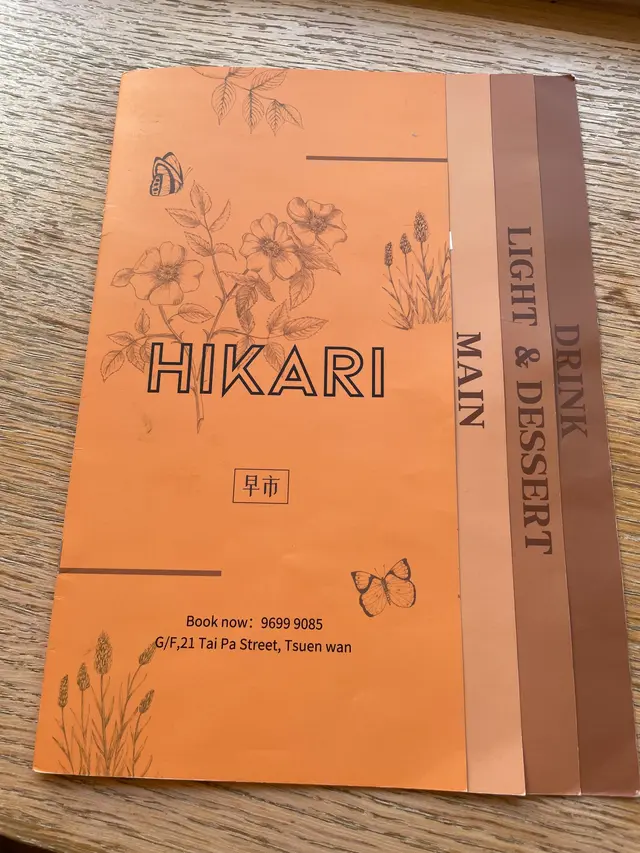 HIKARI
早市
Book now：9699 9085
G/F,21 Tai Pa Street, Tsuen wan
MAIN
LIGHT & DESSERT
DRINK